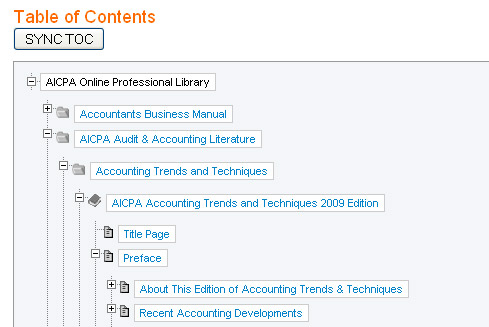 Table of Contents
SYNC TOC
AICPA Online Professional Library
Accountants Business Manual
AICPA Audit & Accounting Literature
Accounting Trends and Techniques
AICPA Accounting Trends and Techniques 2009 Edition
Title Page
Preface
About This Edition of Accounting Trends & Techniques
Recent Accounting Developments